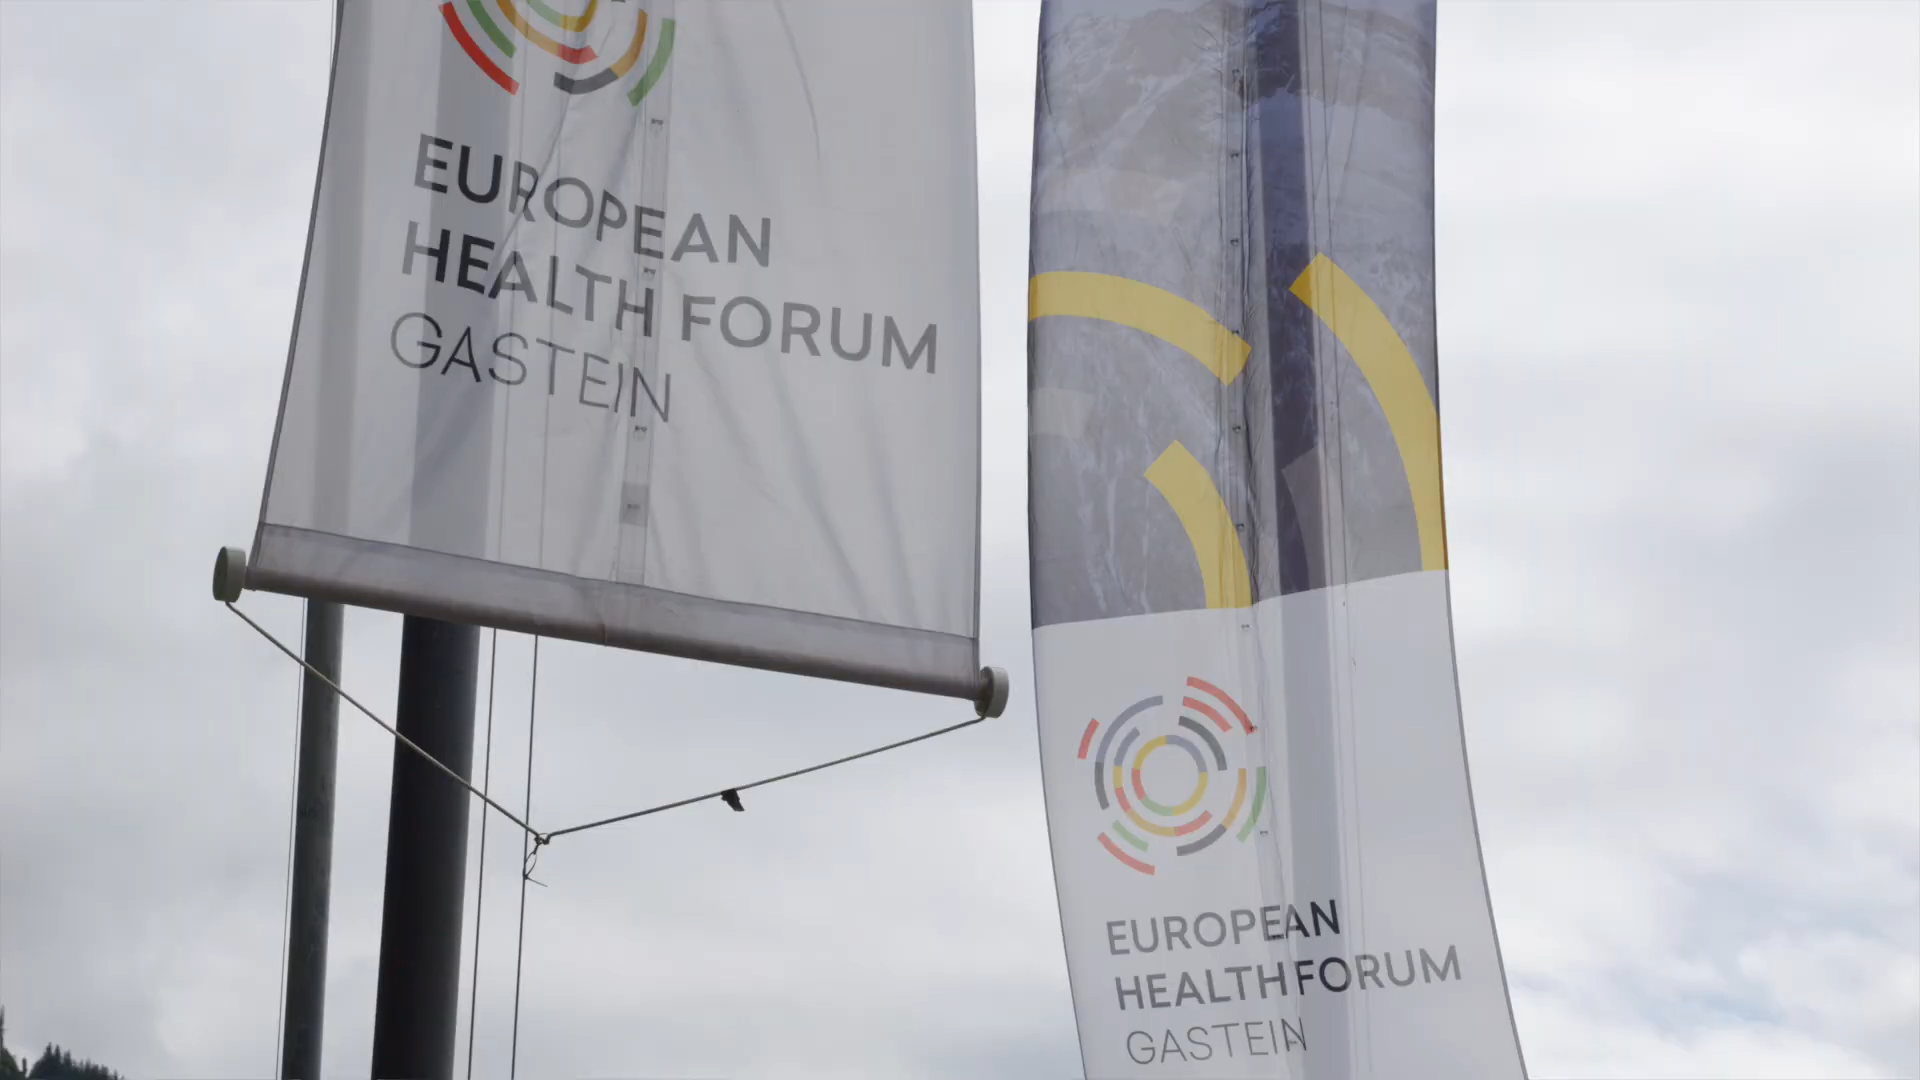 EUROPEAN
HEALTH FORUM
GASTEIN
EUROPEAN
HEALTH FORUM
GASTEIN